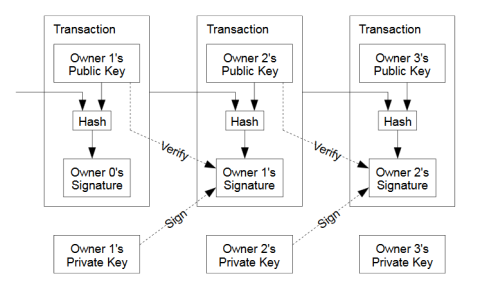 Transaction
Transaction
Transaction
Owner 1's
Public Key
Owner 2's
Public Key
Owner 3's
Public Key
Hash
Hash
Hash
Verify
Verify
Owner 0's
Signature
Owner 1's
Signature
Owner 2's
Signature
Sign
Sign
Owner 1's
Private Key
Owner 2's
Private Key
Owner 3's
Private Key